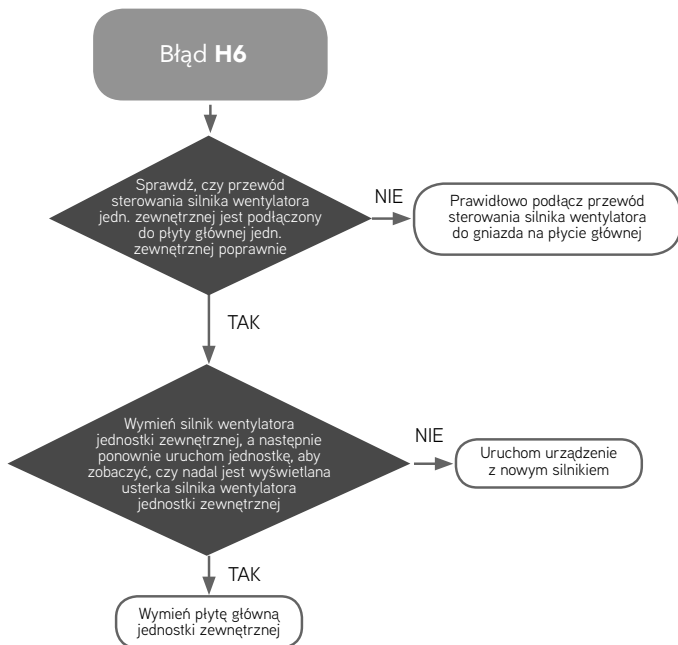 Błąd H6
Sprawdź, czy przewód
sterowania silnika wentylatora
jedn. zewnętrznej jest podłączony
do płyty głównej jedn.
zewnętrznej poprawnie
NIE
Prawidłowo podłącz przewód
sterowania silnika wentylatora
do gniazda na płycie głównej
TAK
Wymień silnik wentylatora
jednostki zewnętrznej, a następnie
ponownie uruchom jednostkę, aby
zobaczyć, czy nadal jest wyświetlana
usterka silnika wentylatora
jednostki zewnętrznej
NIE
Uruchom urządzenie
z nowym silnikiem
TAK
Wymień płytę główną
jednostki zewnętrznej